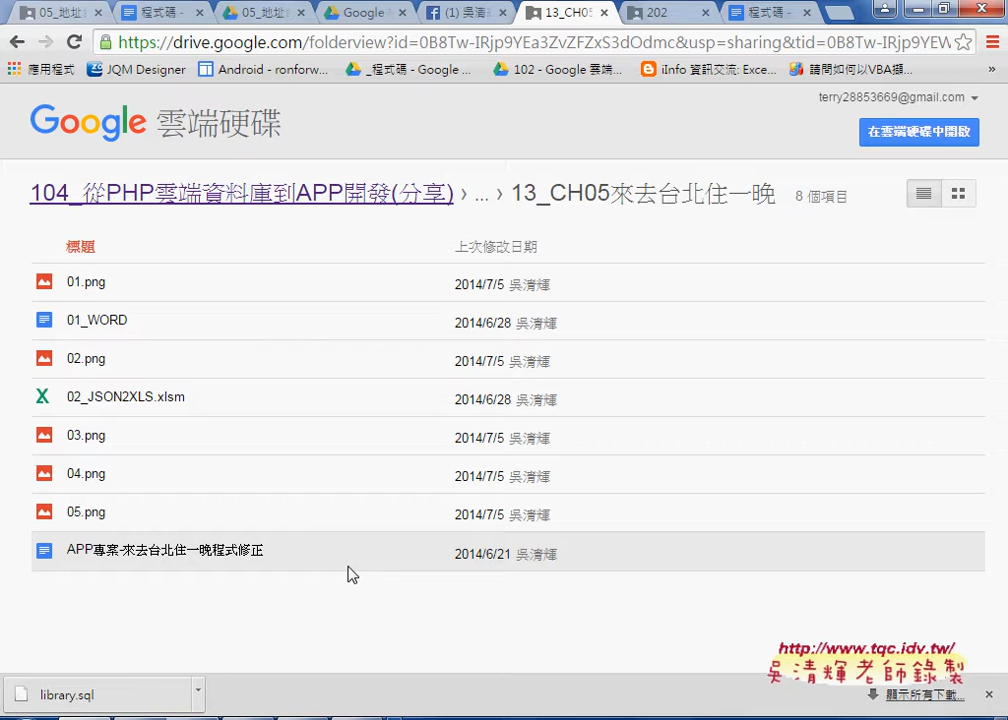 05_地址
程式碼 -
05_地址
Google
(1) 吳清
13_CH05
202
程式碼 -
https://drive.google.com/folderview?id=0B8Tw-IRjp9YEa3ZvZFZxS3dOdmc&usp=sharing&tid=0B8Tw-IRjp9YEW
應用程式
JQM Designer
Android - ronforw...
_程式碼 - Google ...
102 - Google 雲端...
iInfo 資訊交流: Exce...
請問如何以VBA擷...
»
terry28853669@gmail.com
Google 雲端硬碟
在雲端硬碟中開啟
104_從PHP雲端資料庫到APP開發(分享) › ... › 13_CH05來去台北住一晚 8 個項目
標題 上次修改日期
01.png 2014/7/5 吳清輝
01_WORD 2014/6/28 吳清輝
02.png 2014/7/5 吳清輝
02_JSON2XLS.xlsm 2014/6/28 吳清輝
03.png 2014/7/5 吳清輝
04.png 2014/7/5 吳清輝
05.png 2014/7/5 吳清輝
APP專案-來去台北住一晚程式修正 2014/6/21 吳清輝
http://www.tqc.idv.tw/
吳清輝老師錄製
library.sql
顯示所有下載...